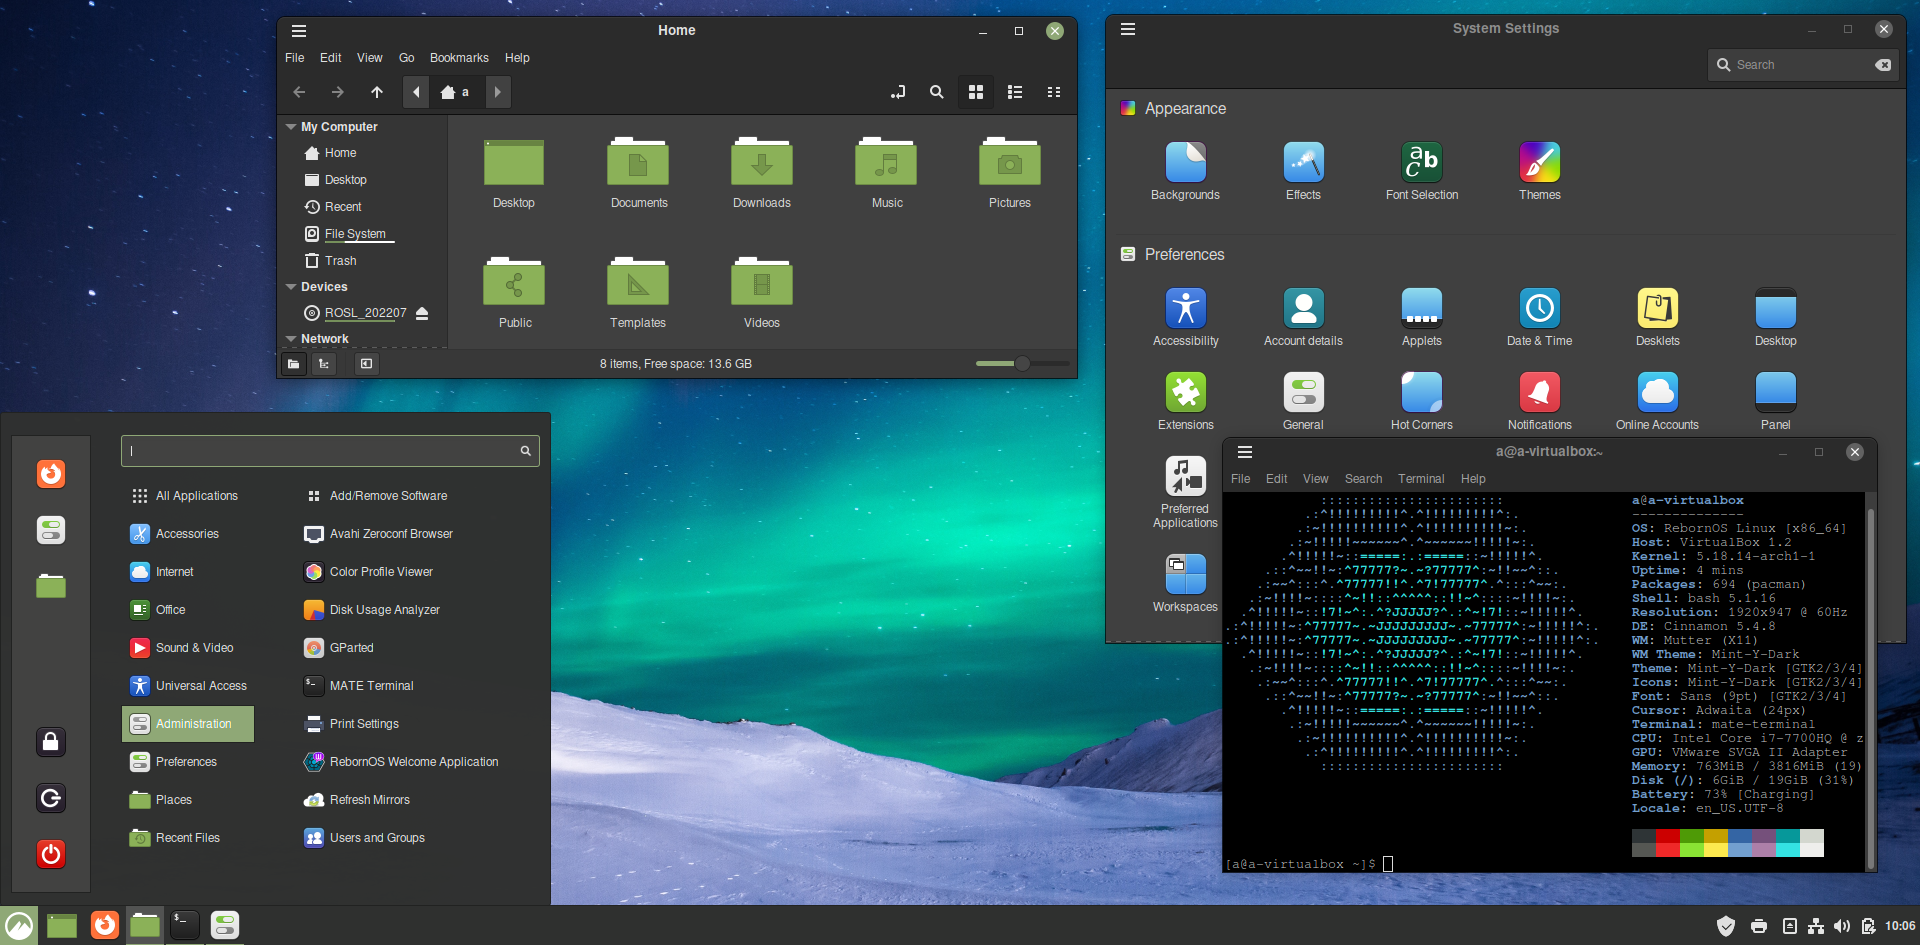 Home
File Edit View Go Bookmarks Help
a
My Computer
Home
Desktop
Recent
File System
Trash
Devices
ROSL_202207
Network
Desktop Documents Downloads Music Pictures
Public Templates Videos
8 items, Free space: 13.6 GB
System Settings
Search
Appearance
Backgrounds Effects Font Selection Themes
Preferences
Accessibility Account details Applets Date & Time Desklets Desktop
Extensions General Hot Corners Notifications Online Accounts Panel
Preferred
Applications
Workspaces
All Applications
Accessories
Internet
Office
Sound & Video
Universal Access
Administration
Preferences
Places
Recent Files
Add/Remove Software
Avahi Zeroconf Browser
Color Profile Viewer
Disk Usage Analyzer
GParted
MATE Terminal
Print Settings
RebornOS Welcome Application
Refresh Mirrors
Users and Groups
a@a-virtualbox:~
File Edit View Search Terminal Help
a@a-virtualbox
--------------
OS: RebornOS Linux [x86_64]
Host: VirtualBox 1.2
Kernel: 5.18.14-arch1-1
Uptime: 4 mins
Packages: 694 (pacman)
Shell: bash 5.1.16
Resolution: 1920x947 @ 60Hz
DE: Cinnamon 5.4.8
WM: Mutter (X11)
WM Theme: Mint-Y-Dark
Theme: Mint-Y-Dark [GTK2/3/4]
Icons: Mint-Y-Dark [GTK2/3/4]
Font: Sans (9pt) [GTK2/3/4]
Cursor: Adwaita (24px)
Terminal: mate-terminal
CPU: Intel Core i7-7700HQ @ z
GPU: VMware SVGA II Adapter
Memory: 763MiB / 3816MiB (19)
Disk (/): 6GiB / 19GiB (31%)
Battery: 73% [Charging]
Locale: en_US.UTF-8
[a@a-virtualbox ~]$
10:06